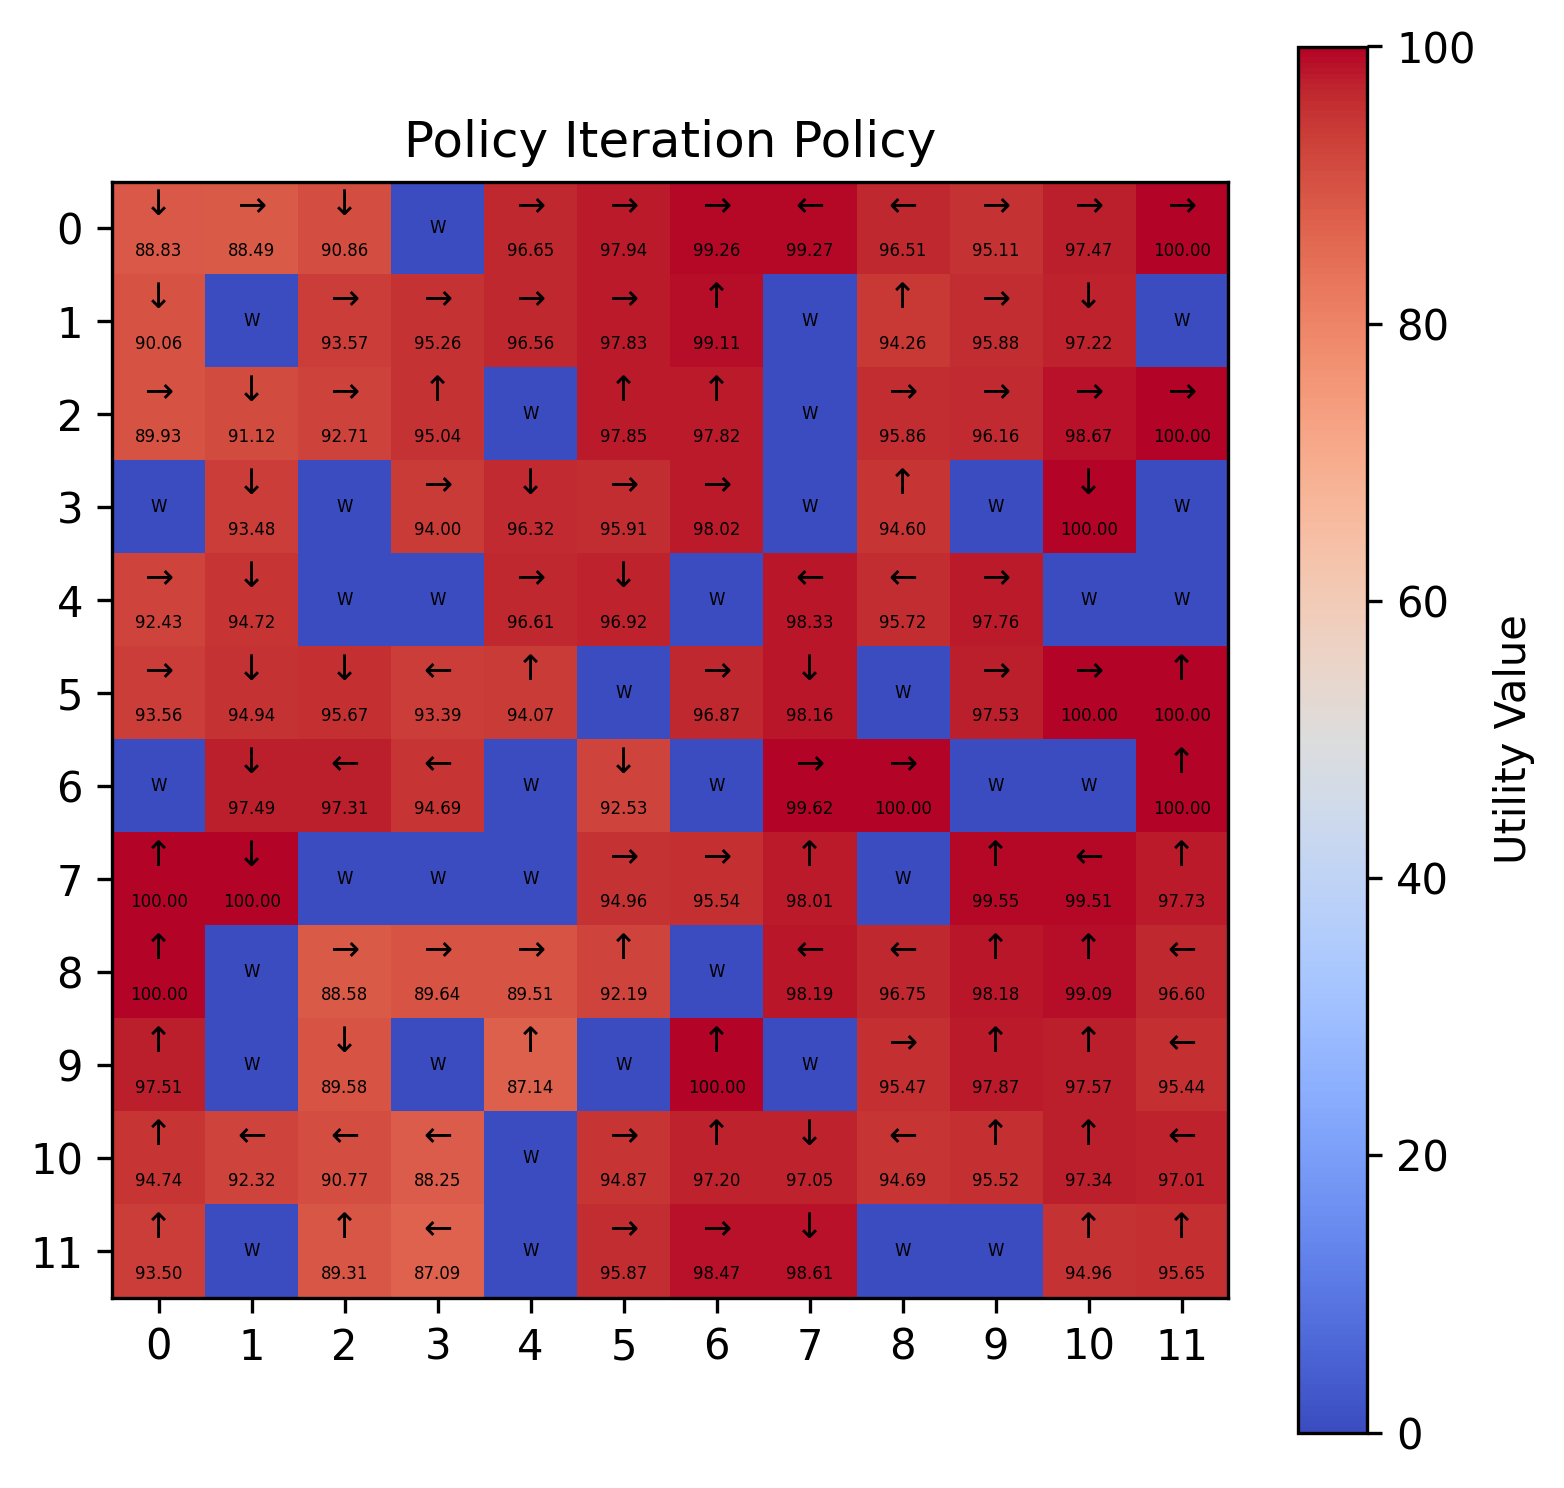 Policy Iteration Policy
0 ↓ → ↓ W → → → ← ← → → →
88.83 88.49 90.86 96.65 97.94 99.26 99.27 96.51 95.11 97.47 100.00
1 ↓ W → → → → ↑ W ↑ → ↓ W
90.06 93.57 95.26 96.56 97.83 99.11 94.26 95.88 97.22
2 → ↓ → ↑ W ↑ ↑ W → → → →
89.93 91.12 92.71 95.04 97.85 97.82 95.86 96.16 98.67 100.00
3 W ↓ W → ↓ → → W ↑ W ↓ W
93.48 94.00 96.32 95.91 98.02 94.60 100.00
4 → ↓ W W → ↓ W ← ← → W W
92.43 94.72 96.61 96.92 98.33 95.72 97.76
5 → ↓ ↓ ← ↑ W → ↓ W → → ↑
93.56 94.94 95.67 93.39 94.07 96.87 98.16 97.53 100.00 100.00
6 W ↓ ← ← W ↓ W → → W W ↑
97.49 97.31 94.69 92.53 99.62 100.00 100.00
7 ↑ ↓ W W W → → ↑ W ↑ ← ↑
100.00 100.00 94.96 95.54 98.01 99.55 99.51 97.73
8 ↑ W → → → ↑ W ← ← ↑ ↑ ←
100.00 88.58 89.64 89.51 92.19 98.19 96.75 98.18 99.09 96.60
9 ↑ W ↓ W ↑ W ↑ W → ↑ ↑ ←
97.51 89.58 87.14 100.00 95.47 97.87 97.57 95.44
10 ↑ ← ← ← W → ↑ ↓ ← ↑ ↑ ←
94.74 92.32 90.77 88.25 94.87 97.20 97.05 94.69 95.52 97.34 97.01
11 ↑ W ↑ ← W → → ↓ W W ↑ ↑
93.50 89.31 87.09 95.87 98.47 98.61 94.96 95.65
0 1 2 3 4 5 6 7 8 9 10 11
100
80
60
40
20
0
Utility Value